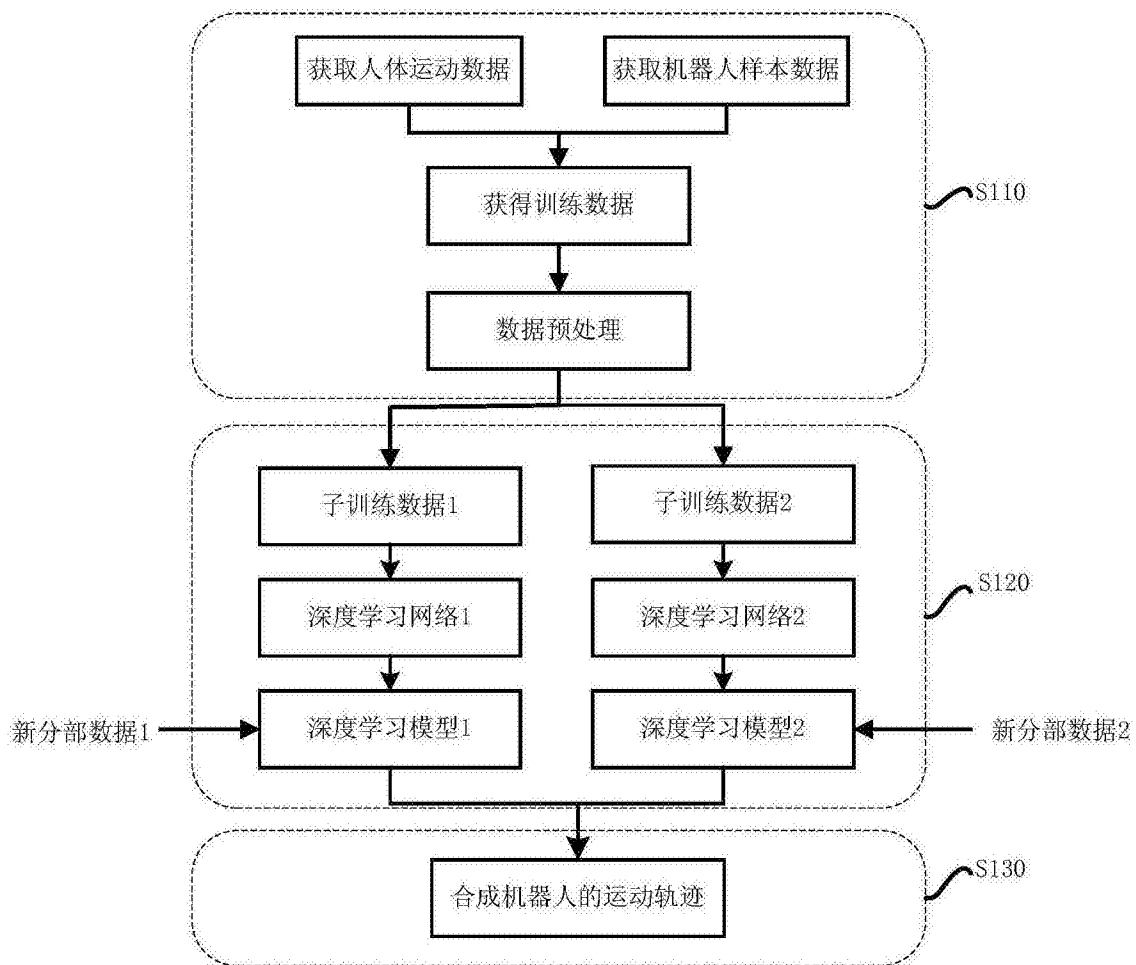 获取人体运动数据
获取机器人样本数据
获得训练数据
S110
数据预处理
子训练数据1
子训练数据2
深度学习网络1
深度学习网络2
S120
新分部数据1
深度学习模型1
深度学习模型2
新分部数据2
合成机器人的运动轨迹
S130